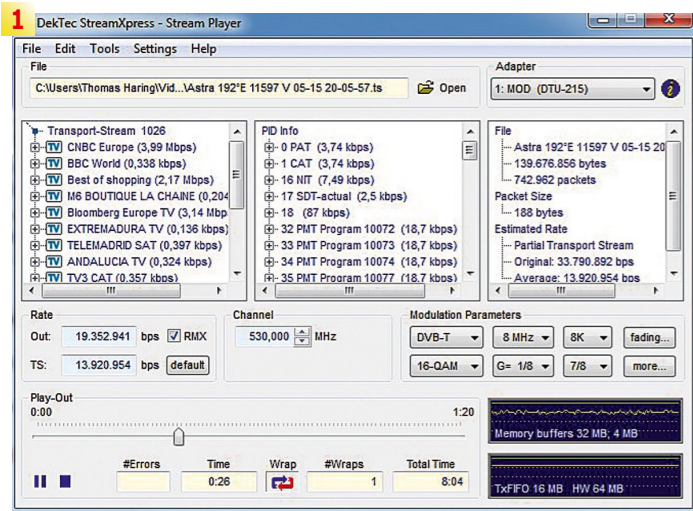 1
DekTec StreamXpress - Stream Player
File Edit Tools Settings Help
File
C:\Users\Thomas Haring\Vid...\Astra 192°E 11597 V 05-15 20-05-57.ts
Open
Adapter
1: MOD (DTU-215)
Transport-Stream 1026
TV CNBC Europe (3,99 Mbps)
TV BBC World (0,338 kbps)
TV Best of shopping (2,17 Mbps)
TV M6 BOUTIQUE LA CHAINE (0,204
TV Bloomberg Europe TV (3,14 Mbp
TV EXTREMADURA TV (0,136 kbps)
TV TELEMADRID SAT (0,397 kbps)
TV ANDALUCIA TV (0,324 kbps)
TV TV3 CAT (0.357 kbps)
PID Info
0 PAT (3,74 kbps)
1 CAT (3,74 kbps)
16 NIT (7,49 kbps)
17 SDT-actual (2,5 kbps)
18 (87 kbps)
32 PMT Program 10072 (18,7 kbps)
33 PMT Program 10073 (18,7 kbps)
34 PMT Program 10074 (18,7 kbps)
35 PMT Program 10077 (18.7 kbps)
File
Astra 192°E 11597 V 05-15 20
139.676.856 bytes
742.962 packets
Packet Size
188 bytes
Estimated Rate
Partial Transport Stream
Original: 33.790.892 bps
Average: 13.920.954 bps
Rate
Out: 19.352.941 bps RMX
TS: 13.920.954 bps default
Channel
530,000 MHz
Modulation Parameters
DVB-T 8 MHz 8K fading...
16-QAM G= 1/8 7/8 more...
Play-Out
0:00 1:20
#Errors Time Wrap #Wraps Total Time
0:26 1 8:04
Memory buffers 32 MB; 4 MB
TxFIFO 16 MB HW 64 MB